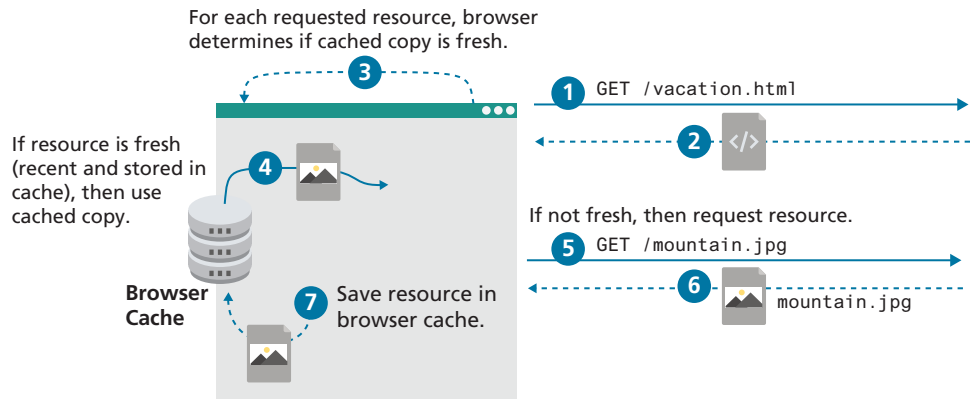 For each requested resource, browser
determines if cached copy is fresh.
3
1 GET /vacation.html
2 </>
If resource is fresh
(recent and stored in
cache), then use
cached copy.
4
If not fresh, then request resource.
5 GET /mountain.jpg
6
mountain.jpg
Browser
Cache
7 Save resource in
browser cache.